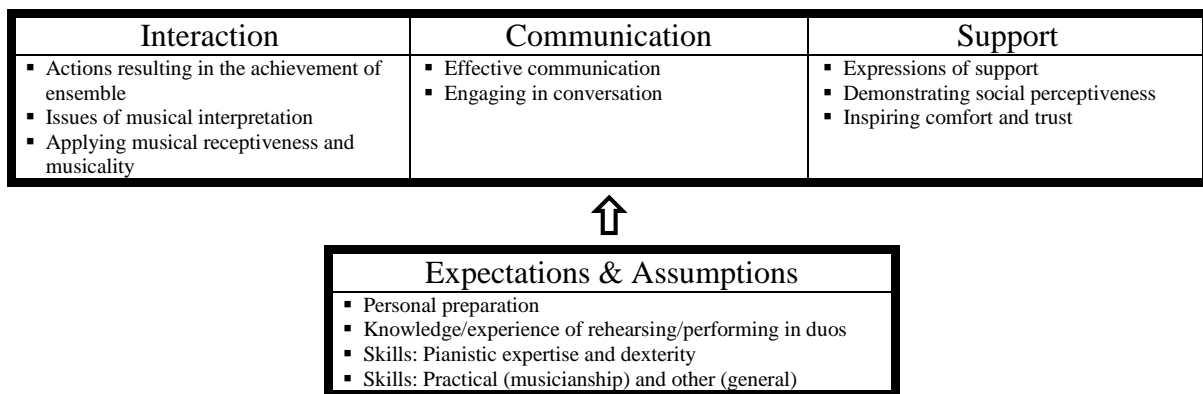 Interaction
▪ Actions resulting in the achievement of
ensemble
▪ Issues of musical interpretation
▪ Applying musical receptiveness and
musicality
Communication
▪ Effective communication
▪ Engaging in conversation
Support
▪ Expressions of support
▪ Demonstrating social perceptiveness
▪ Inspiring comfort and trust
Expectations & Assumptions
▪ Personal preparation
▪ Knowledge/experience of rehearsing/performing in duos
▪ Skills: Pianistic expertise and dexterity
▪ Skills: Practical (musicianship) and other (general)